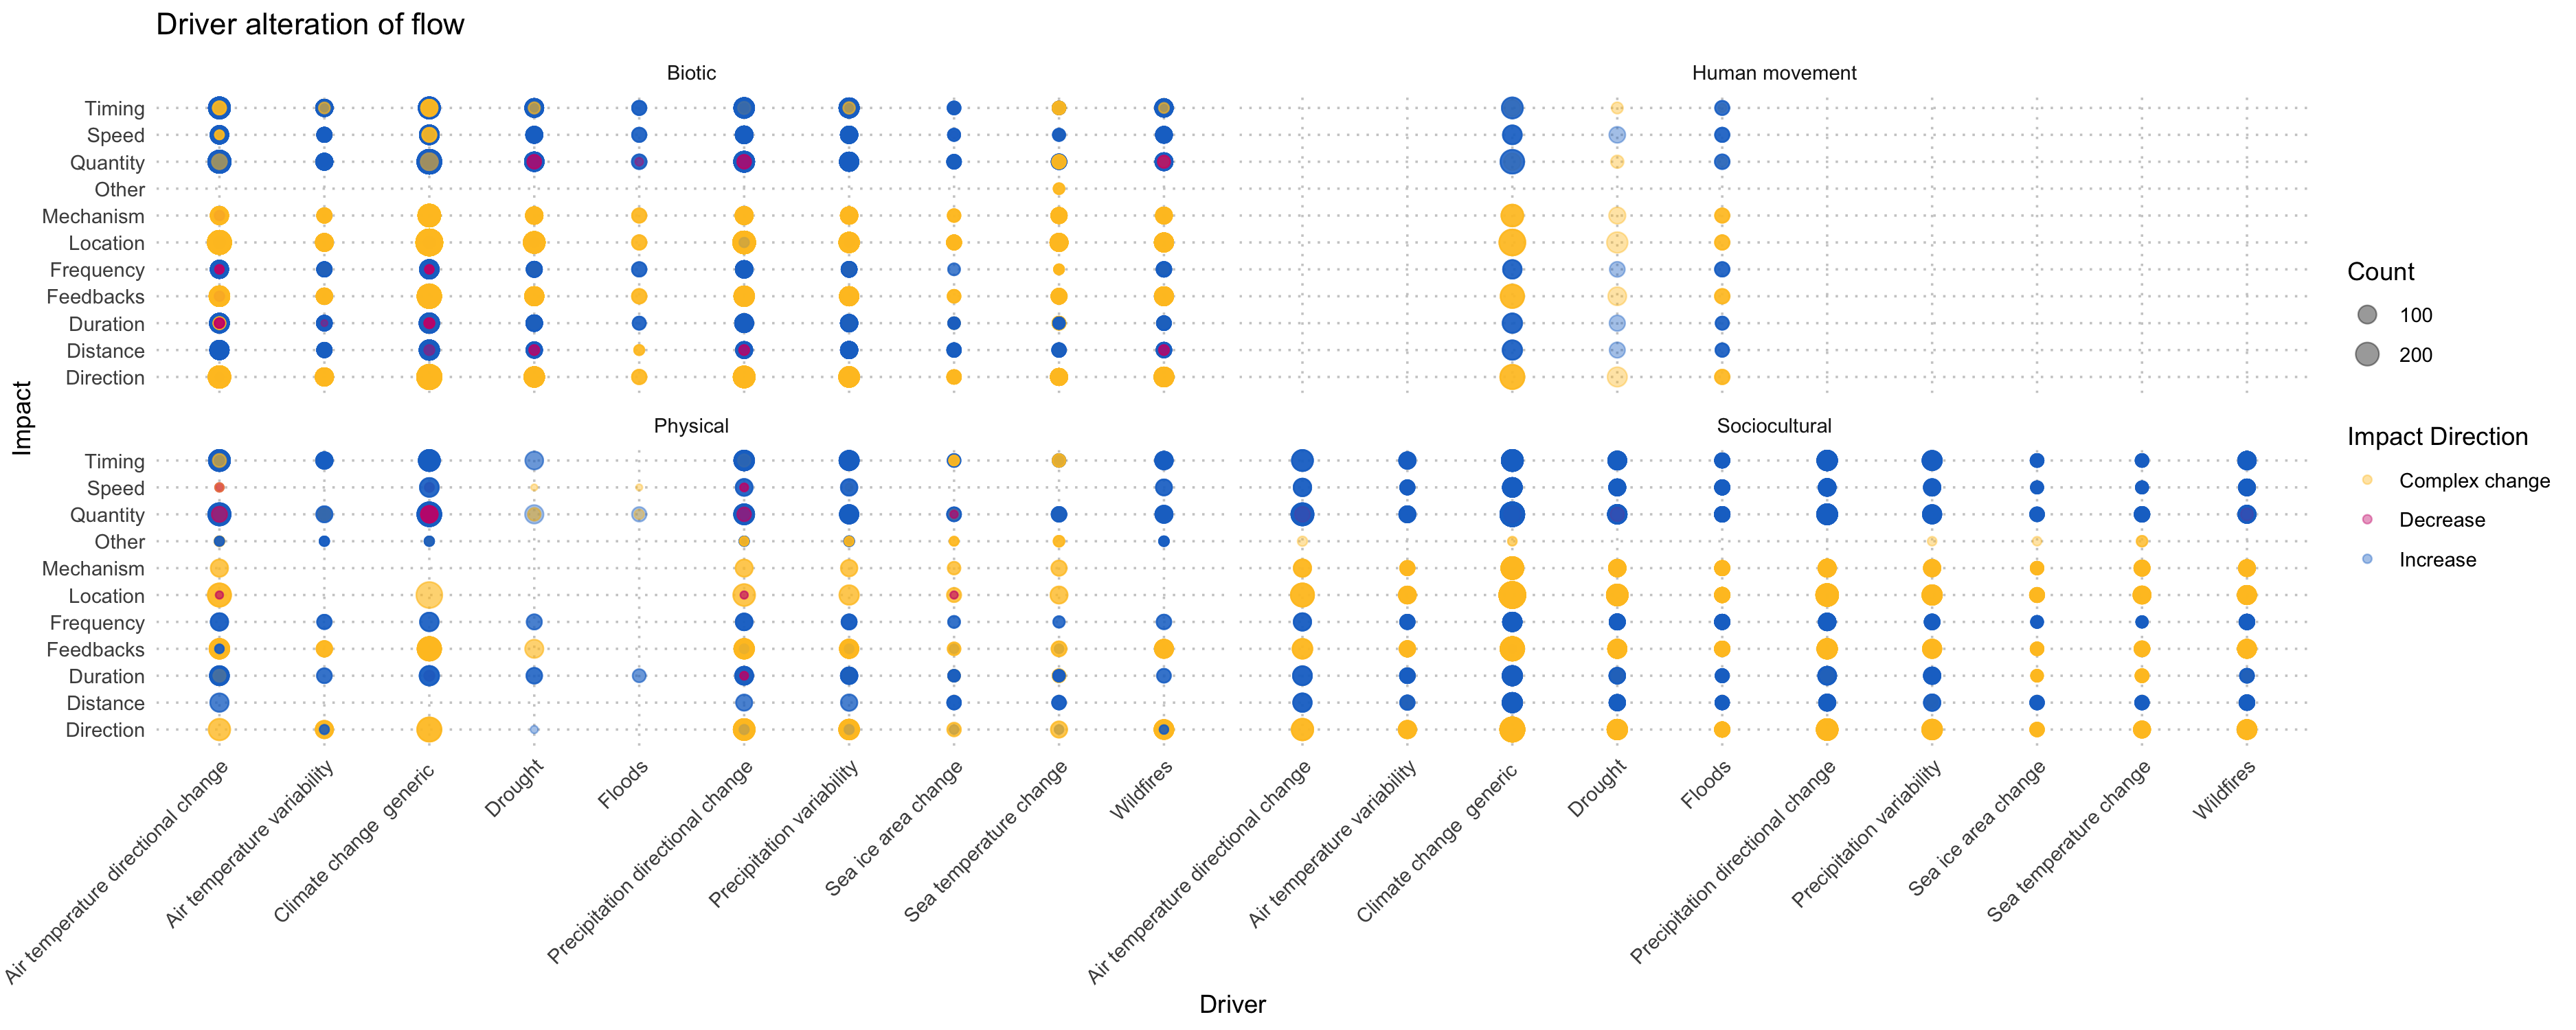 Driver alteration of flow
Biotic
Human movement
Timing
Speed
Quantity
Other
Mechanism
Location
Frequency
Feedbacks
Duration
Distance
Direction
Impact
Physical
Sociocultural
Timing
Speed
Quantity
Other
Mechanism
Location
Frequency
Feedbacks
Duration
Distance
Direction
Air temperature directional change
Air temperature variability
Climate change  generic
Drought
Floods
Precipitation directional change
Precipitation variability
Sea ice area change
Sea temperature change
Wildfires
Air temperature directional change
Air temperature variability
Climate change  generic
Drought
Floods
Precipitation directional change
Precipitation variability
Sea ice area change
Sea temperature change
Wildfires
Driver
Count
100
200
Impact Direction
Complex change
Decrease
Increase